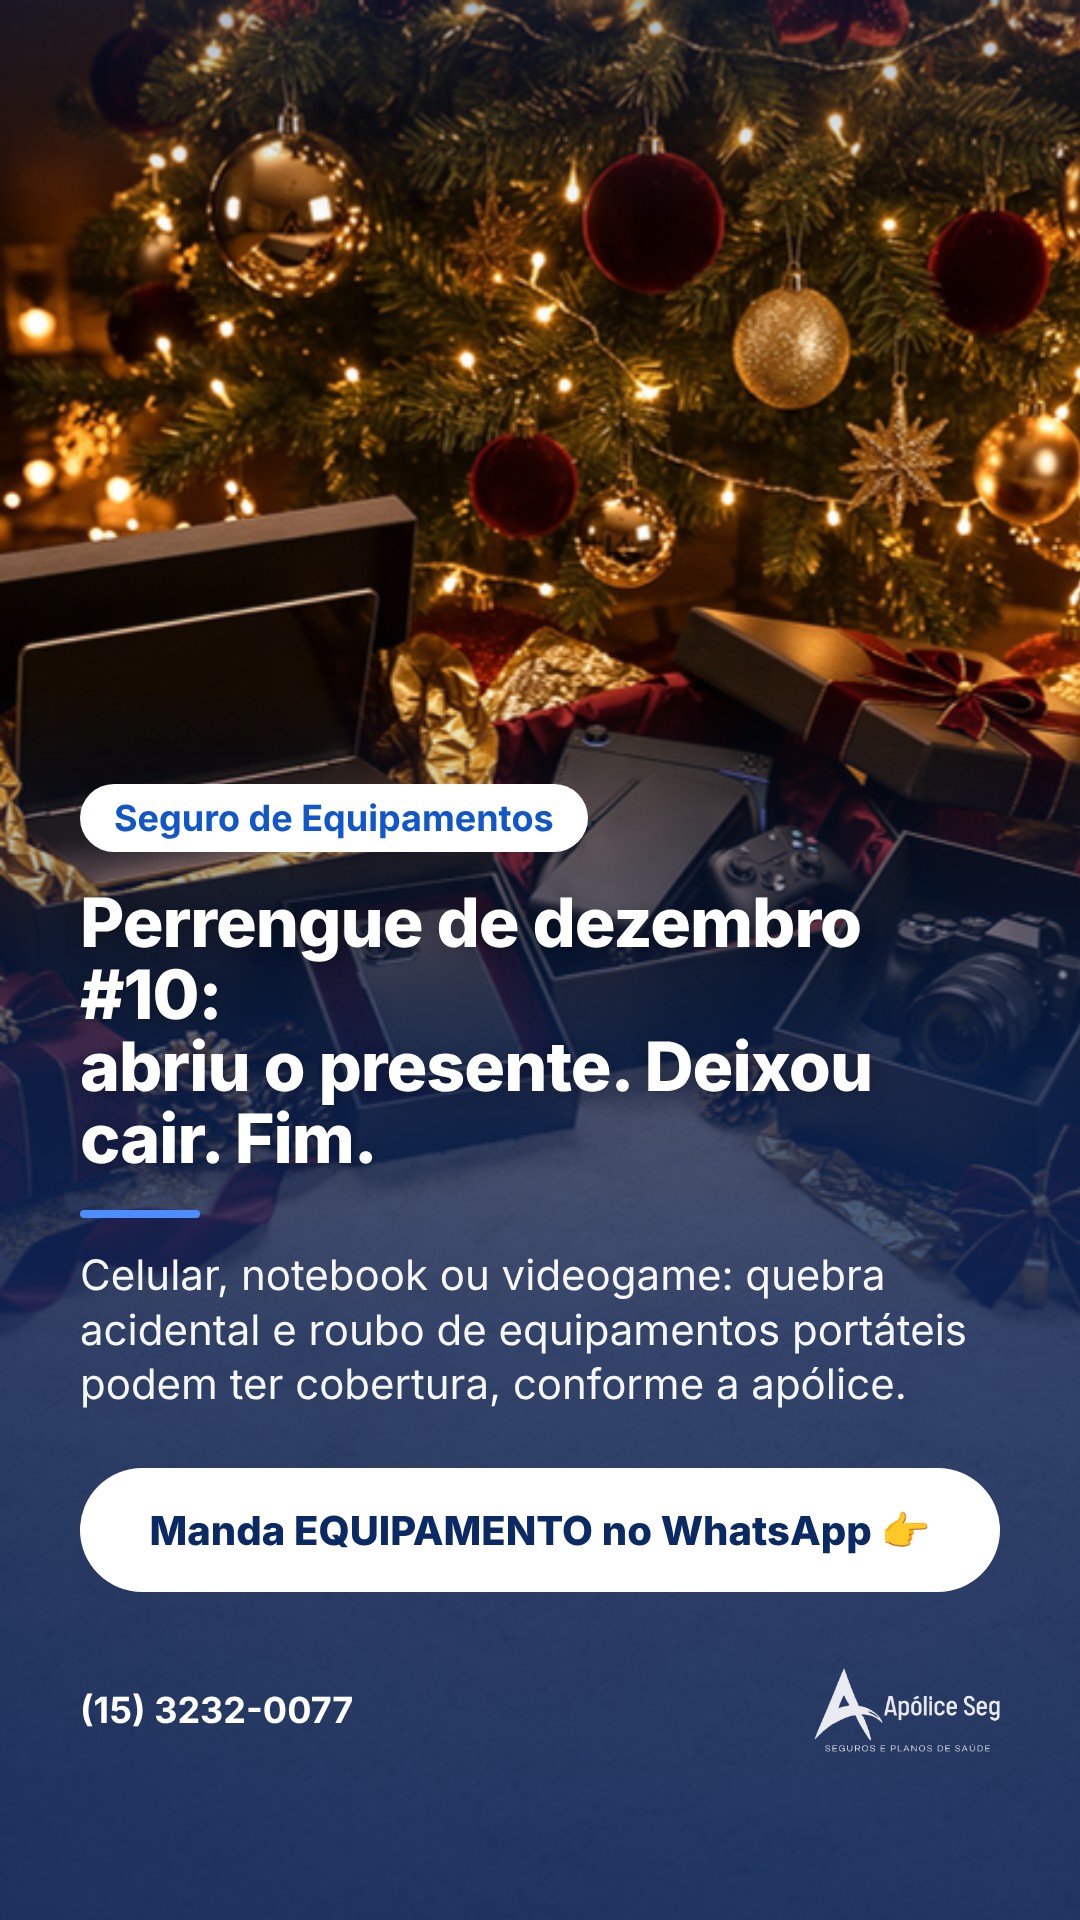 Seguro de Equipamentos
Perrengue de dezembro
#10:
abriu o presente. Deixou
cair. Fim.
Celular, notebook ou videogame: quebra
acidental e roubo de equipamentos portáteis
podem ter cobertura, conforme a apólice.
Manda EQUIPAMENTO no WhatsApp 👉
(15) 3232-0077
Apólice Seg
SEGUROS E PLANOS DE SAÚDE